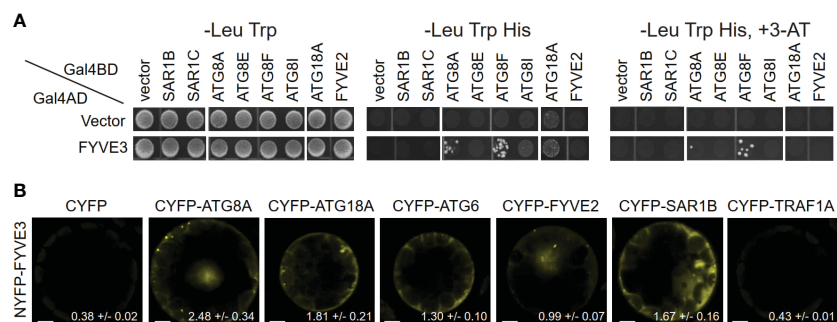 A
-Leu Trp
-Leu Trp His
-Leu Trp His, +3-AT
Gal4BD
Gal4AD
vector SAR1B SAR1C ATG8A ATG8E ATG8F ATG8I ATG18A FYVE2
vector SAR1B SAR1C ATG8A ATG8E ATG8F ATG8I ATG18A FYVE2
vector SAR1B SAR1C ATG8A ATG8E ATG8F ATG8I ATG18A FYVE2
Vector
FYVE3
B
CYFP CYFP-ATG8A CYFP-ATG18A CYFP-ATG6 CYFP-FYVE2 CYFP-SAR1B CYFP-TRAF1A
NYFP-FYVE3
0.38 +/- 0.02 2.48 +/- 0.34 1.81 +/- 0.21 1.30 +/- 0.10 0.99 +/- 0.07 1.67 +/- 0.16 0.43 +/- 0.01